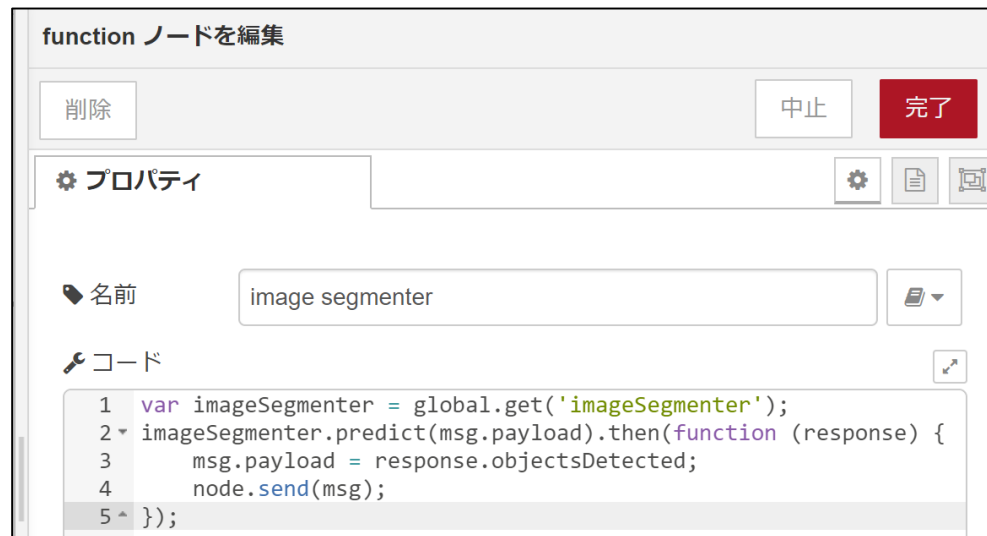 function ノードを編集
削除
中止
完了
プロパティ
名前
image segmenter
コード
1 var imageSegmenter = global.get('imageSegmenter');
2 imageSegmenter.predict(msg.payload).then(function (response) {
3     msg.payload = response.objectsDetected;
4     node.send(msg);
5 });